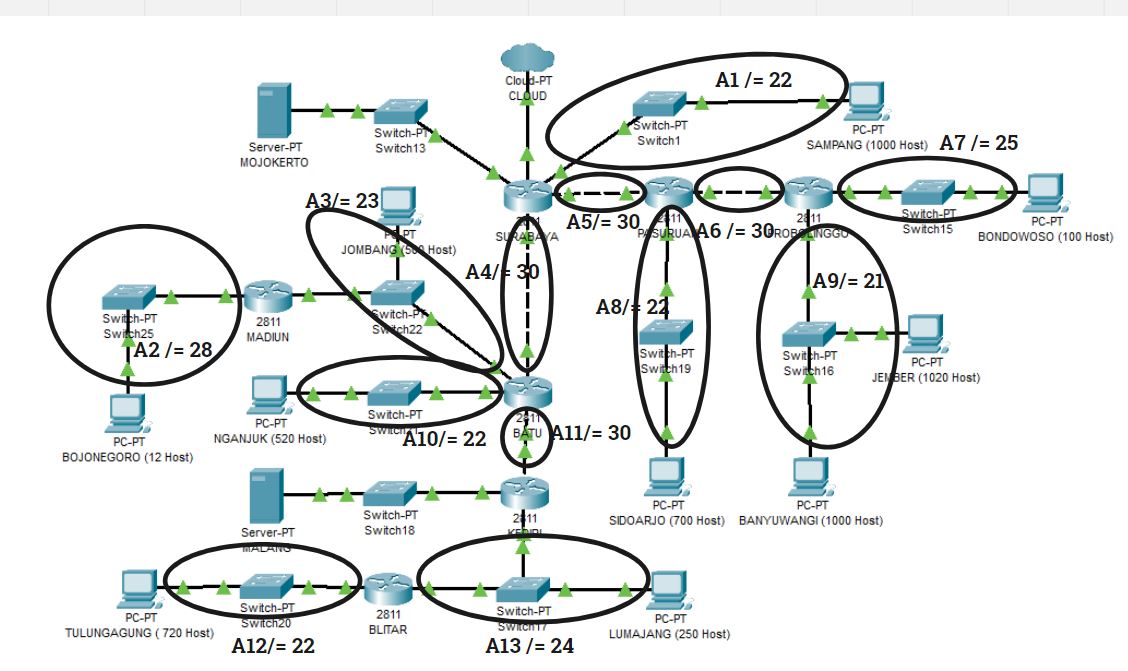 Cloud-PT
CLOUD
A1 /= 22
Server-PT
MOJOKERTO
Switch-PT
Switch13
Switch-PT
Switch1
PC-PT
SAMPANG (1000 Host)
A7 /= 25
A3/= 23
SURABAYA
A5/= 30
2811
PASURUAN
A6 /= 30
2811
PROBOLINGGO
Switch-PT
Switch15
PC-PT
BONDOWOSO (100 Host)
PC-PT
JOMBANG (500 Host)
A4/= 30
A9/= 21
Switch-PT
Switch25
2811
MADIUN
Switch-PT
Switch22
A8/= 22
A2 /= 28
Switch-PT
Switch19
Switch-PT
Switch16
PC-PT
JEMBER (1020 Host)
PC-PT
BOJONEGORO (12 Host)
PC-PT
NGANJUK (520 Host)
Switch-PT
A10/= 22
2811
BATU
A11/= 30
Server-PT
MALANG
Switch-PT
Switch18
2811
KEDIRI
PC-PT
SIDOARJO (700 Host)
PC-PT
BANYUWANGI (1000 Host)
PC-PT
TULUNGAGUNG ( 720 Host)
Switch-PT
Switch20
2811
BLITAR
Switch-PT
Switch17
PC-PT
LUMAJANG (250 Host)
A12/= 22
A13 /= 24